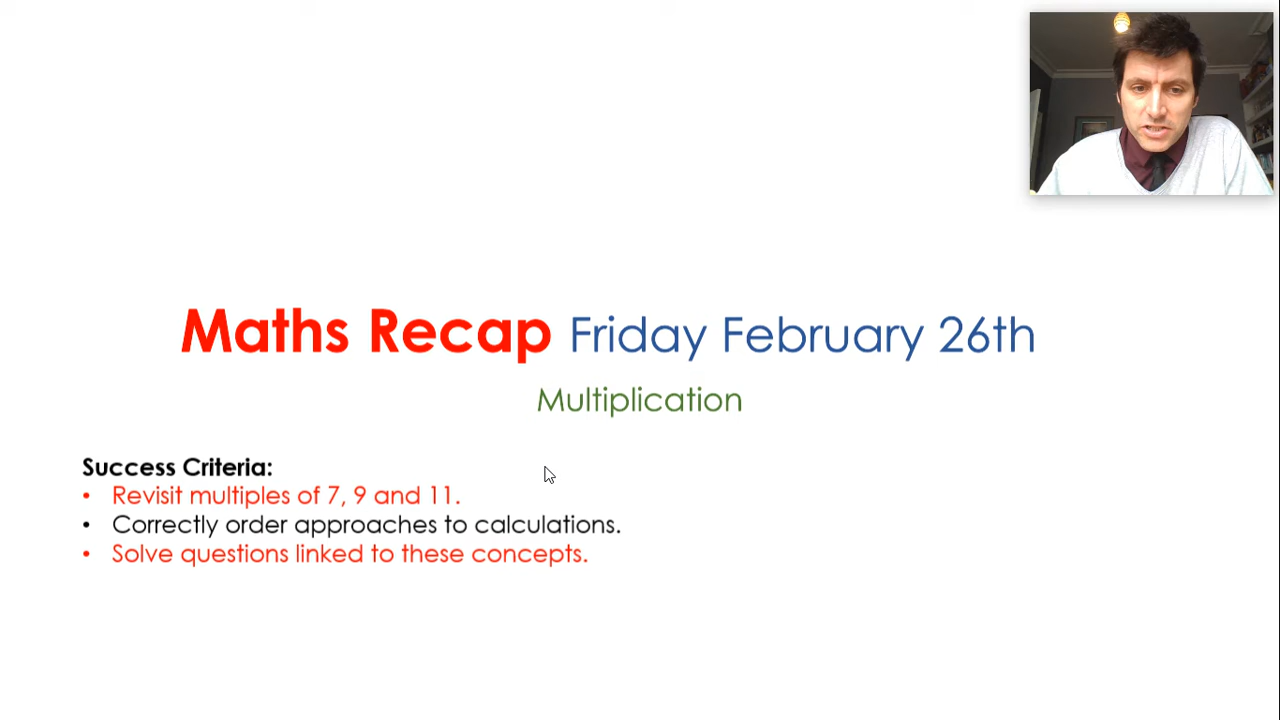 Maths Recap Friday February 26th
Multiplication
Success Criteria:
• Revisit multiples of 7, 9 and 11.
• Correctly order approaches to calculations.
• Solve questions linked to these concepts.